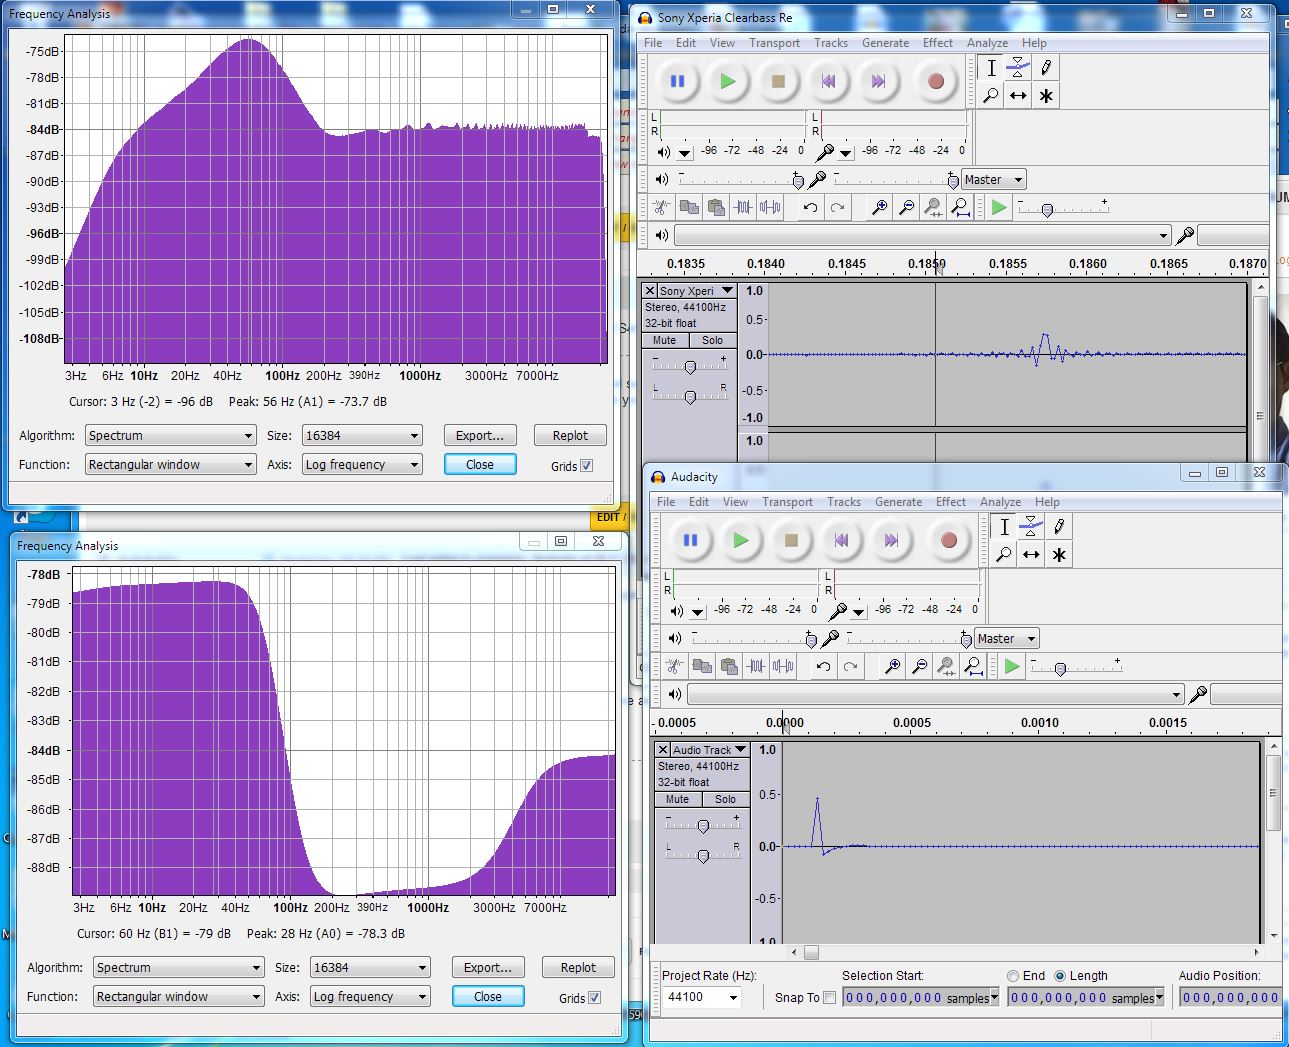 Frequency Analysis
-75dB
-78dB
-81dB
-84dB
-87dB
-90dB
-93dB
-96dB
-99dB
-102dB
-105dB
-108dB
3Hz 6Hz 10Hz 20Hz 40Hz 100Hz 200Hz 390Hz 1000Hz 3000Hz 7000Hz
Cursor: 3 Hz (-2) = -96 dB Peak: 56 Hz (A1) = -73.7 dB
Algorithm: Spectrum Size: 16384 Export... Replot
Function: Rectangular window Axis: Log frequency Close Grids
Sony Xperia Clearbass Re
File Edit View Transport Tracks Generate Effect Analyze Help
L L
R R
-96 -72 -48 -24 0 -96 -72 -48 -24 0
- + - + Master
- +
0.1835 0.1840 0.1845 0.1850 0.1855 0.1860 0.1865 0.1870
Sony Xperi 1.0
Stereo, 44100Hz
32-bit float
0.5-
Mute Solo
- +
0.0-
L R
-0.5-
-1.0
1.0
EDIT /
Frequency Analysis
-78dB
-79dB
-80dB
-81dB
-82dB
-83dB
-84dB
-85dB
-86dB
-87dB
-88dB
3Hz 6Hz 10Hz 20Hz 40Hz 100Hz 200Hz 390Hz 1000Hz 3000Hz 7000Hz
Cursor: 60 Hz (B1) = -79 dB Peak: 28 Hz (A0) = -78.3 dB
Algorithm: Spectrum Size: 16384 Export... Replot
Function: Rectangular window Axis: Log frequency Close Grids
Audacity
File Edit View Transport Tracks Generate Effect Analyze Help
L L
R R
-96 -72 -48 -24 0 -96 -72 -48 -24 0
- + - + Master
- +
-0.0005 0.0000 0.0005 0.0010 0.0015
Audio Track 1.0
Stereo, 44100Hz
32-bit float
0.5-
Mute Solo
- +
0.0-
L R
-0.5-
1.0
Project Rate (Hz): Selection Start: End Length Audio Position:
44100 Snap To 000,000,000 samples 000,000,000 samples 000,000,000